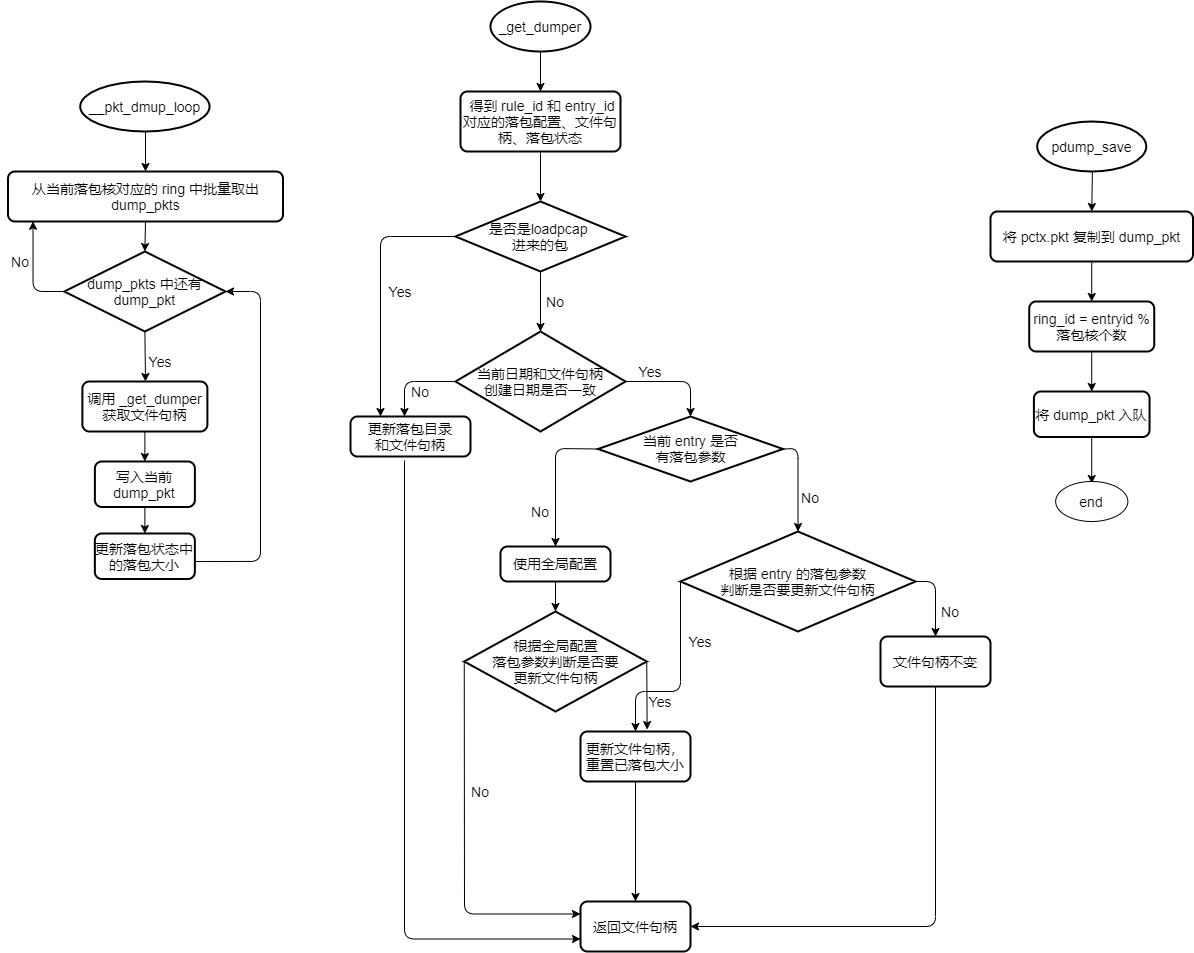 __pkt_dmup_loop
从当前落包核对应的 ring 中批量取出
dump_pkts
No
dump_pkts 中还有
dump_pkt
Yes
调用 _get_dumper
获取文件句柄
写入当前
dump_pkt
更新落包状态中
的落包大小
_get_dumper
得到 rule_id 和 entry_id
对应的落包配置、文件句
柄、落包状态
是否是loadpcap
进来的包
Yes
No
当前日期和文件句柄
创建日期是否一致
No
Yes
更新落包目录
和文件句柄
当前 entry 是否
有落包参数
No
No
使用全局配置
根据 entry 的落包参数
判断是否要更新文件句柄
No
Yes
根据全局配置
落包参数判断是否要
更新文件句柄
文件句柄不变
Yes
更新文件句柄，
重置已落包大小
No
返回文件句柄
pdump_save
将 pctx.pkt 复制到 dump_pkt
ring_id = entryid %
落包核个数
将 dump_pkt 入队
end